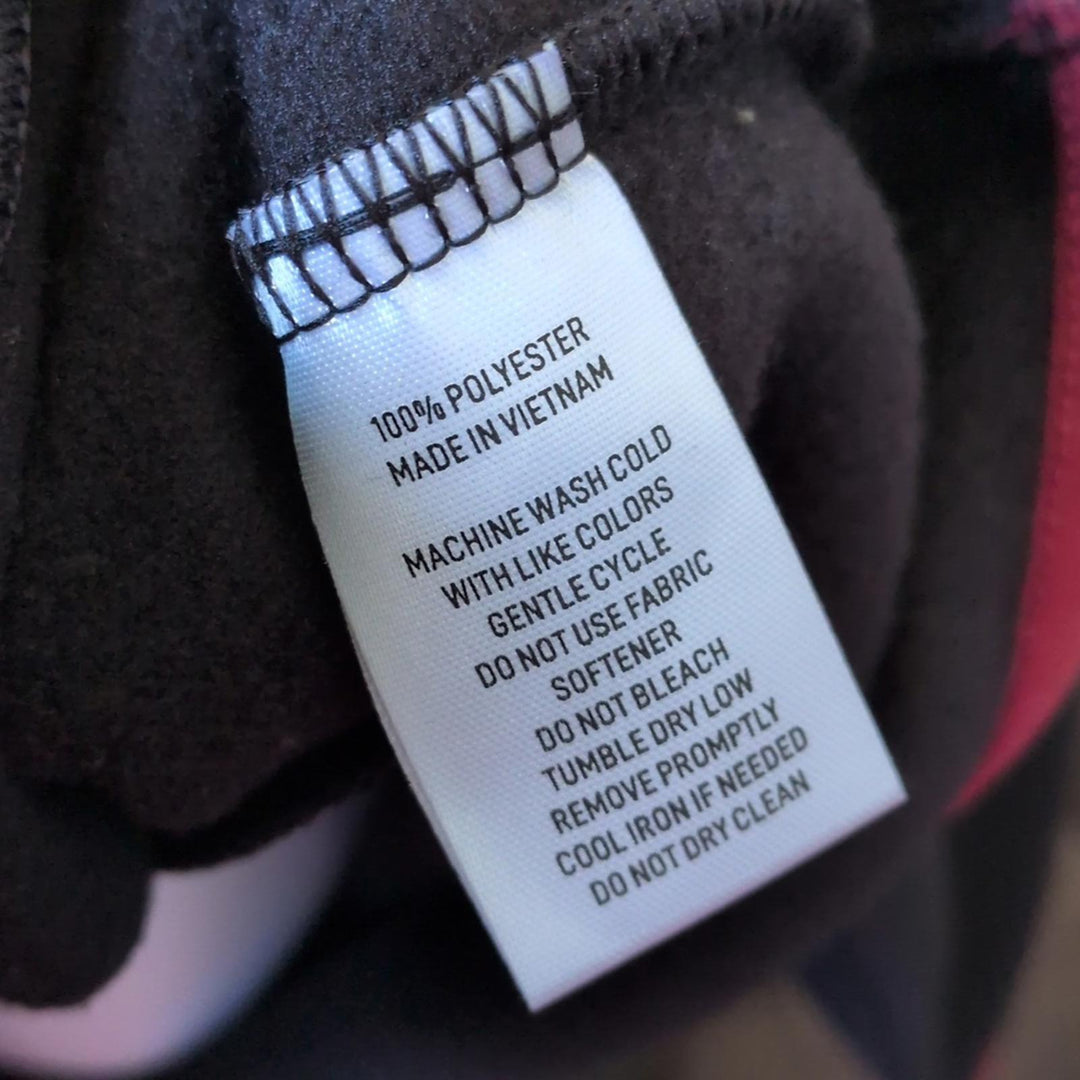 100% POLYESTER
MADE IN VIETNAM
MACHINE WASH COLD
WITH LIKE COLORS
GENTLE CYCLE
DO NOT USE FABRIC
SOFTENER
DO NOT BLEACH
TUMBLE DRY LOW
REMOVE PROMPTLY
COOL IRON IF NEEDED
DO NOT DRY CLEAN